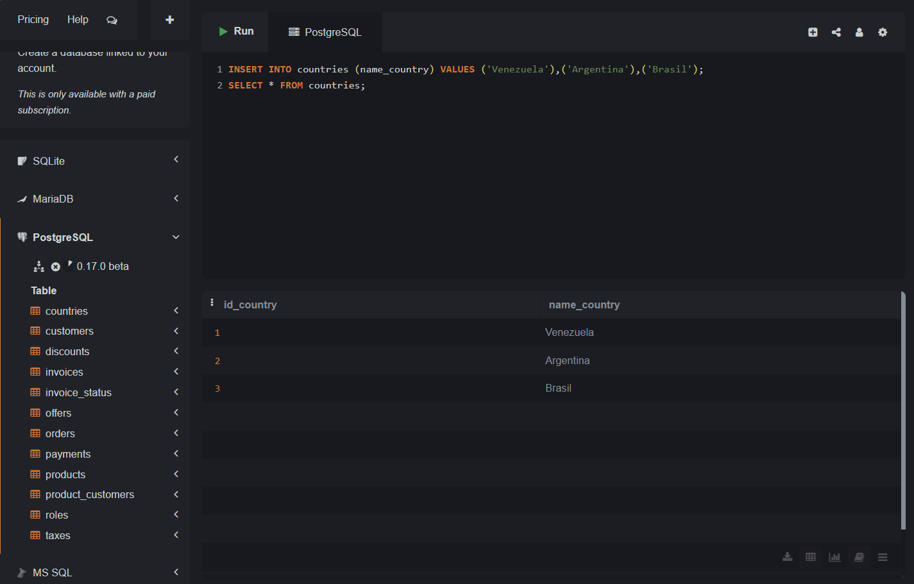 Pricing Help
Create a database linked to your
account.
This is only available with a paid
subscription.
SQLite
MariaDB
PostgreSQL
0.17.0 beta
Table
countries
customers
discounts
invoices
invoice_status
offers
orders
payments
products
product_customers
roles
taxes
MS SQL
Run PostgreSQL
1 INSERT INTO countries (name_country) VALUES ('Venezuela'),('Argentina'),('Brasil');
2 SELECT * FROM countries;
id_country name_country
1 Venezuela
2 Argentina
3 Brasil